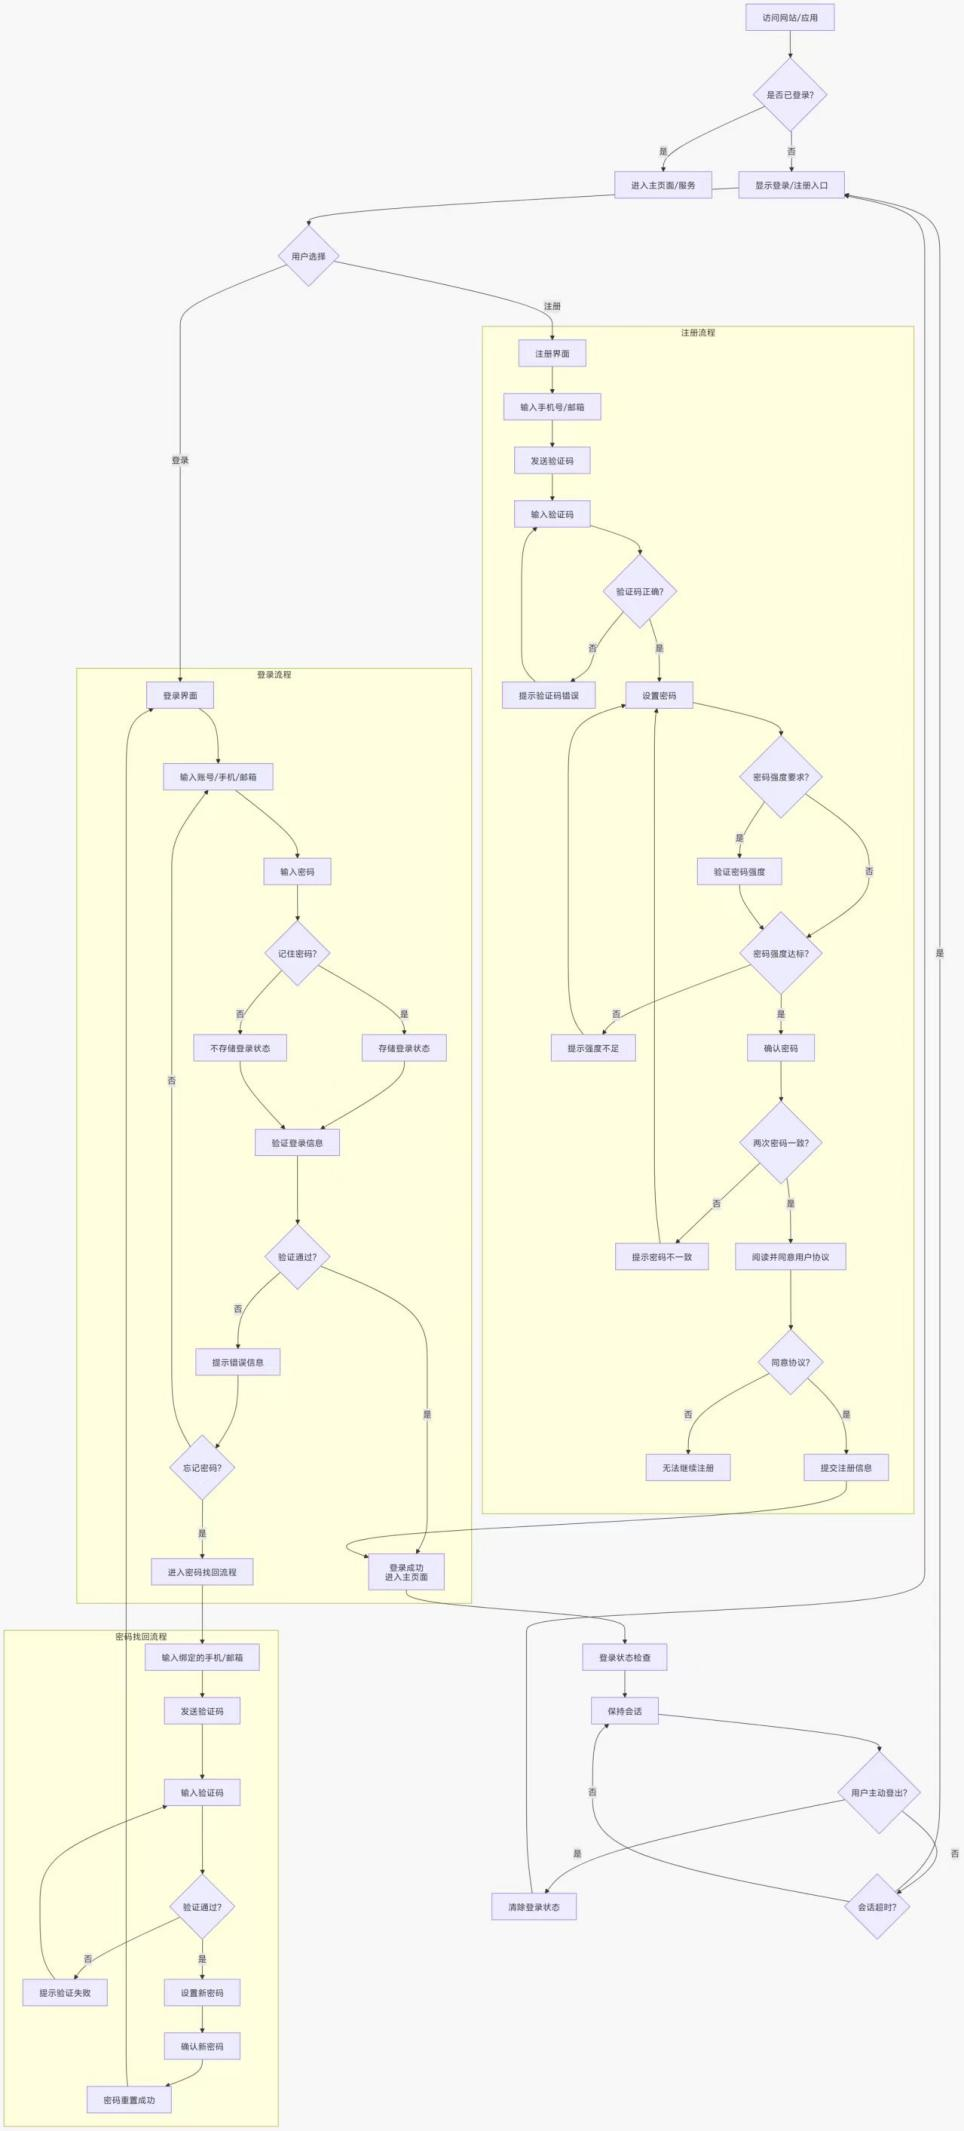 访问网站/应用
是否已登录?
是
否
进入主页面/服务
显示登录/注册入口
用户选择
注册
登录
注册流程
注册界面
输入手机号/邮箱
发送验证码
输入验证码
验证码正确?
否
是
提示验证码错误
设置密码
密码强度要求?
是
否
验证密码强度
密码强度达标?
否
是
提示强度不足
确认密码
两次密码一致?
否
是
提示密码不一致
阅读并同意用户协议
同意协议?
否
是
无法继续注册
提交注册信息
登录流程
登录界面
输入账号/手机/邮箱
输入密码
记住密码?
否
是
不存储登录状态
存储登录状态
否
验证登录信息
验证通过?
否
提示错误信息
是
忘记密码?
是
进入密码找回流程
登录成功
进入主页面
密码找回流程
输入绑定的手机/邮箱
发送验证码
输入验证码
验证通过?
否
是
提示验证失败
设置新密码
确认新密码
密码重置成功
登录状态检查
保持会话
用户主动登出?
否
是
否
清除登录状态
会话超时?
是